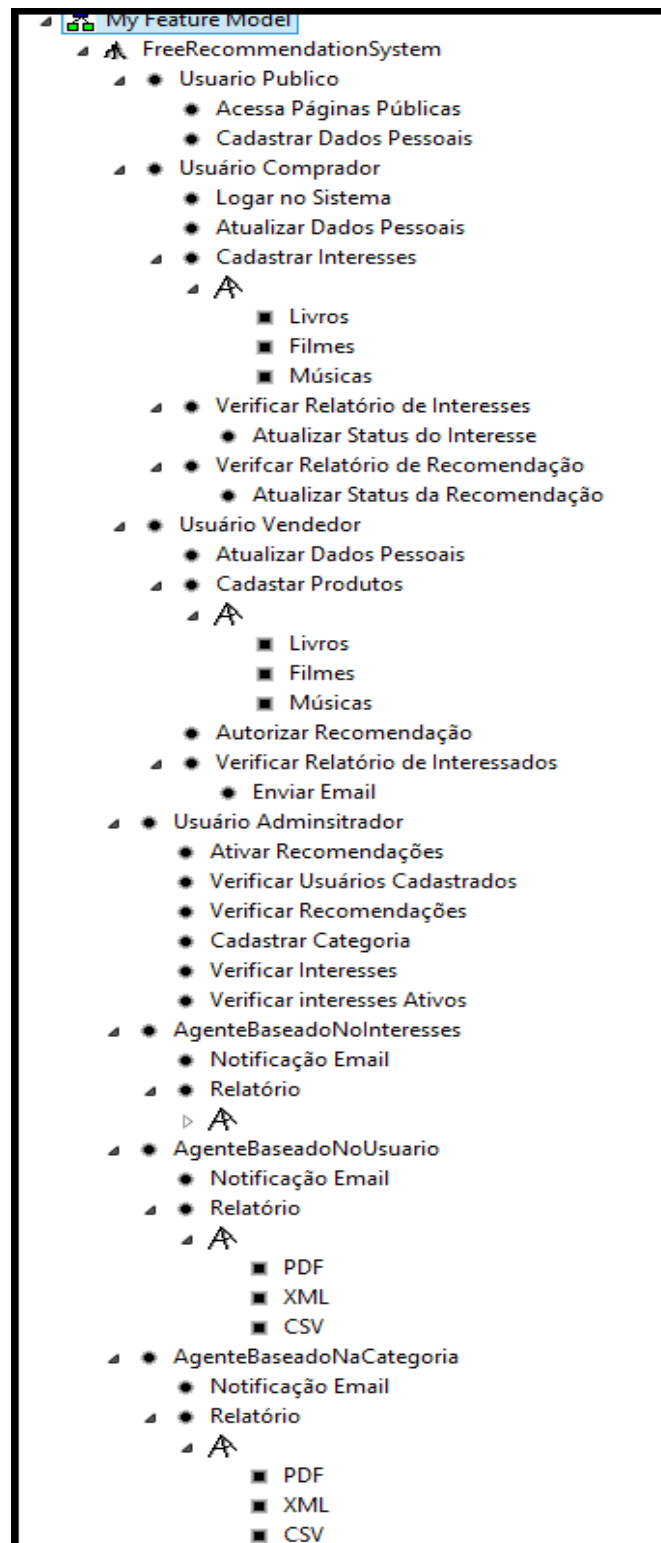 My Feature Model
FreeRecommendationSystem
Usuario Publico
Acessa Páginas Públicas
Cadastrar Dados Pessoais
Usuário Comprador
Logar no Sistema
Atualizar Dados Pessoais
Cadastrar Interesses
Livros
Filmes
Músicas
Verificar Relatório de Interesses
Atualizar Status do Interesse
Verifcar Relatório de Recomendação
Atualizar Status da Recomendação
Usuário Vendedor
Atualizar Dados Pessoais
Cadastar Produtos
Livros
Filmes
Músicas
Autorizar Recomendação
Verificar Relatório de Interessados
Enviar Email
Usuário Adminsitrador
Ativar Recomendações
Verificar Usuários Cadastrados
Verificar Recomendações
Cadastrar Categoria
Verificar Interesses
Verificar interesses Ativos
AgenteBaseadoNoInteresses
Notificação Email
Relatório
AgenteBaseadoNoUsuario
Notificação Email
Relatório
PDF
XML
CSV
AgenteBaseadoNaCategoria
Notificação Email
Relatório
PDF
XML
CSV